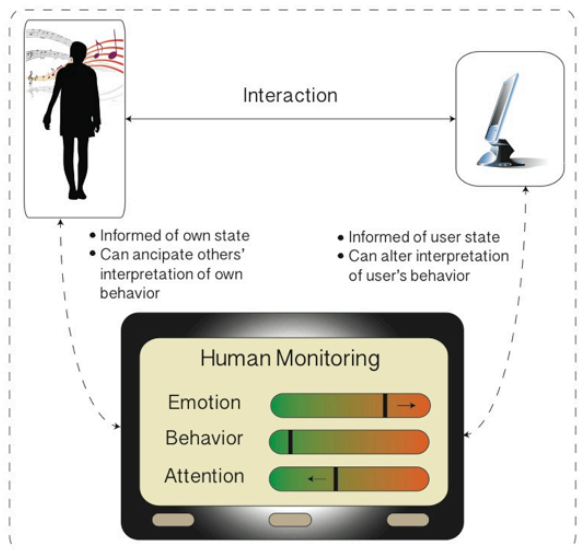 Interaction
• Informed of own state
• Can ancipate others'
interpretation of own
behavior
• Informed of user state
• Can alter interpretation
of user's behavior
Human Monitoring
Emotion
Behavior
Attention